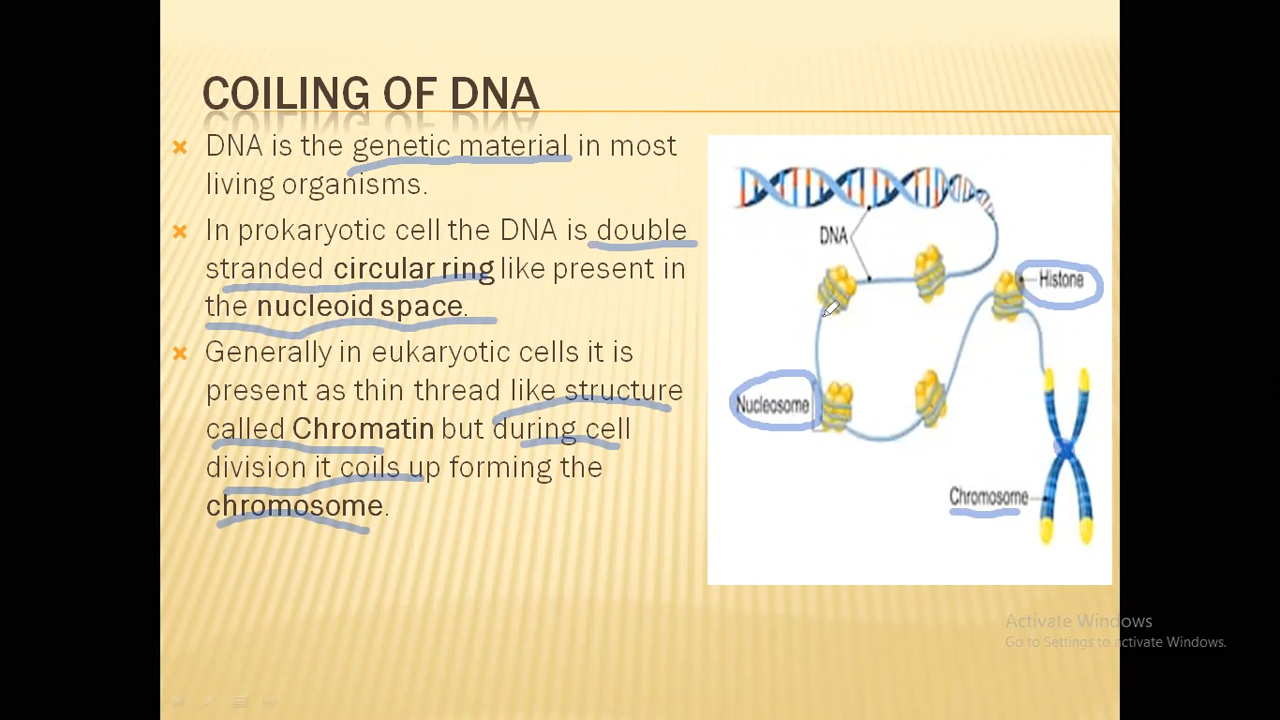 COILING OF DNA
DNA is the genetic material in most
living organisms.
In prokaryotic cell the DNA is double
stranded circular ring like present in
the nucleoid space.
Generally in eukaryotic cells it is
present as thin thread like structure
called Chromatin but during cell
division it coils up forming the
chromosome.
DNA
Histone
Nucleosome
Chromosome
Activate Windows
Go to Settings to activate Windows.